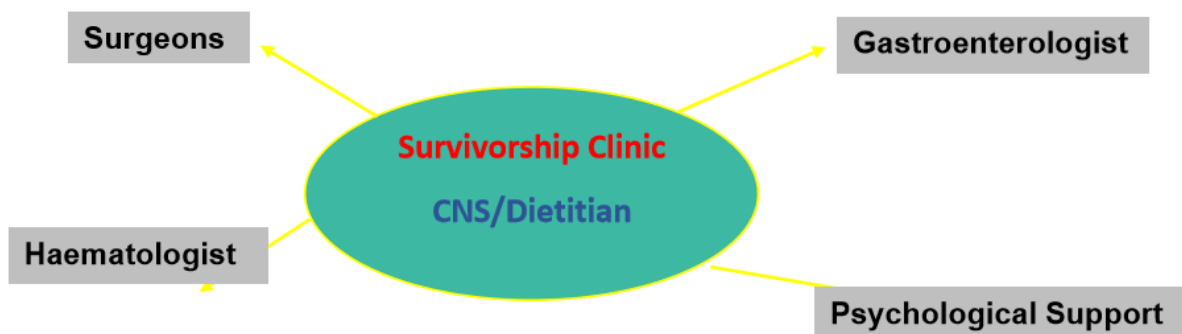 Surgeons
Gastroenterologist
Survivorship Clinic
CNS/Dietitian
Haematologist
Psychological Support